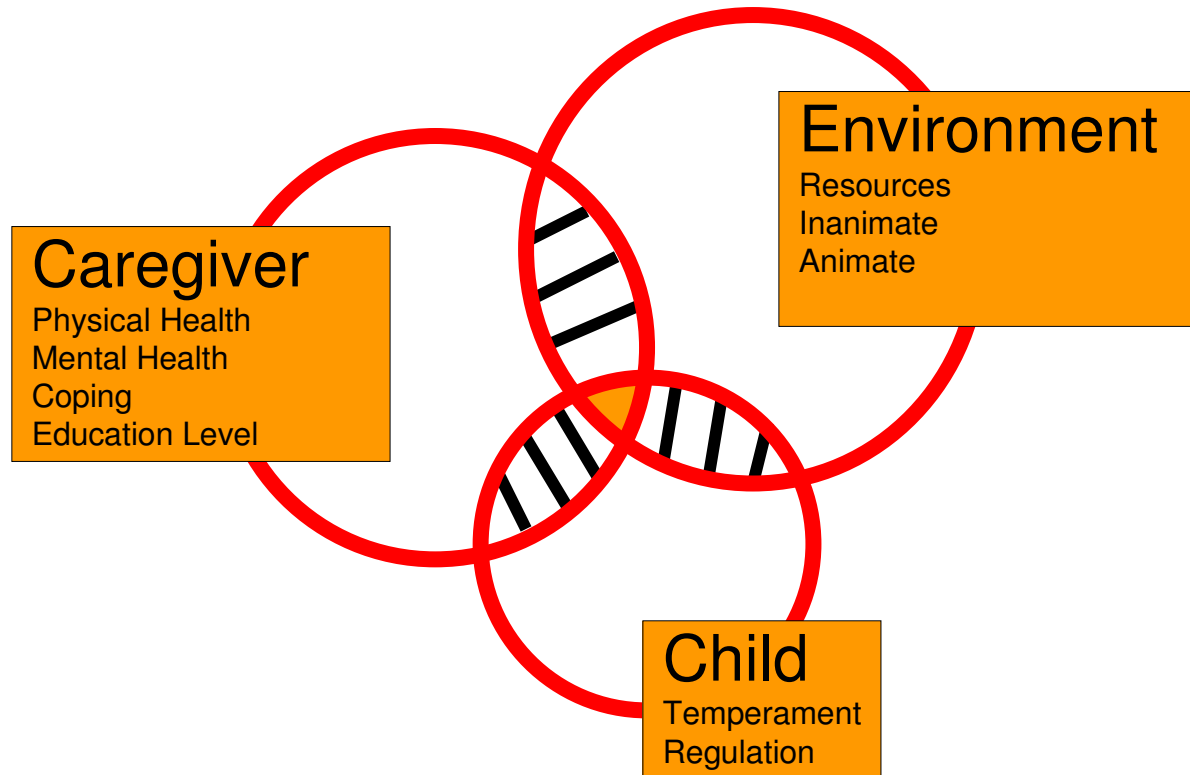 Environment
Resources
Inanimate
Animate
Caregiver
Physical Health
Mental Health
Coping
Education Level
Child
Temperament
Regulation